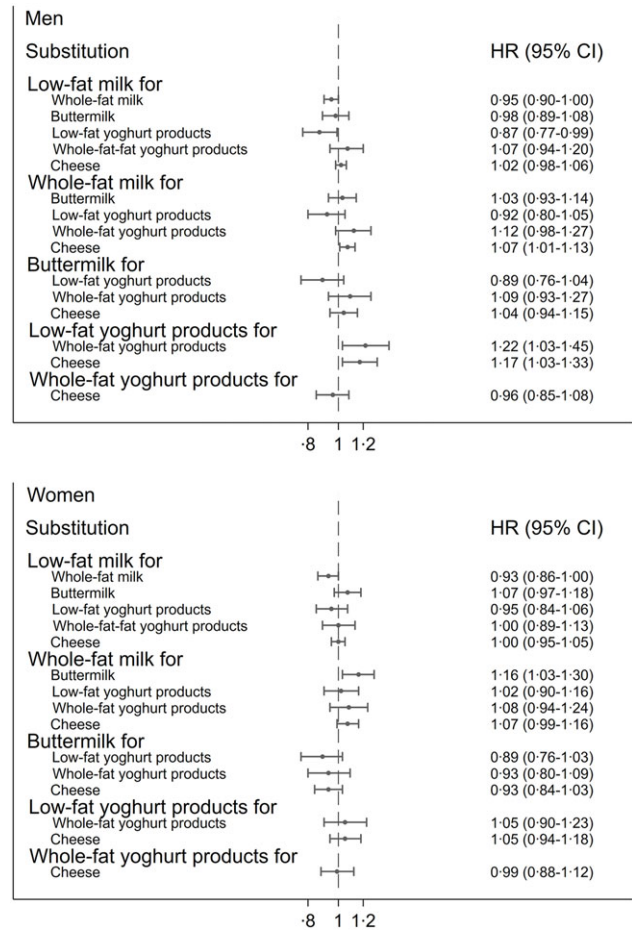 Men
Substitution HR (95% CI)
Low-fat milk for
Whole-fat milk 0·95 (0·90-1·00)
Buttermilk 0·98 (0·89-1·08)
Low-fat yoghurt products 0·87 (0·77-0·99)
Whole-fat-fat yoghurt products 1·07 (0·94-1·20)
Cheese 1·02 (0·98-1·06)
Whole-fat milk for
Buttermilk 1·03 (0·93-1·14)
Low-fat yoghurt products 0·92 (0·80-1·05)
Whole-fat yoghurt products 1·12 (0·98-1·27)
Cheese 1·07 (1·01-1·13)
Buttermilk for
Low-fat yoghurt products 0·89 (0·76-1·04)
Whole-fat yoghurt products 1·09 (0·93-1·27)
Cheese 1·04 (0·94-1·15)
Low-fat yoghurt products for
Whole-fat yoghurt products 1·22 (1·03-1·45)
Cheese 1·17 (1·03-1·33)
Whole-fat yoghurt products for
Cheese 0·96 (0·85-1·08)
·8 1 1·2
Women
Substitution HR (95% CI)
Low-fat milk for
Whole-fat milk 0·93 (0·86-1·00)
Buttermilk 1·07 (0·97-1·18)
Low-fat yoghurt products 0·95 (0·84-1·06)
Whole-fat-fat yoghurt products 1·00 (0·89-1·13)
Cheese 1·00 (0·95-1·05)
Whole-fat milk for
Buttermilk 1·16 (1·03-1·30)
Low-fat yoghurt products 1·02 (0·90-1·16)
Whole-fat yoghurt products 1·08 (0·94-1·24)
Cheese 1·07 (0·99-1·16)
Buttermilk for
Low-fat yoghurt products 0·89 (0·76-1·03)
Whole-fat yoghurt products 0·93 (0·80-1·09)
Cheese 0·93 (0·84-1·03)
Low-fat yoghurt products for
Whole-fat yoghurt products 1·05 (0·90-1·23)
Cheese 1·05 (0·94-1·18)
Whole-fat yoghurt products for
Cheese 0·99 (0·88-1·12)
·8 1 1·2